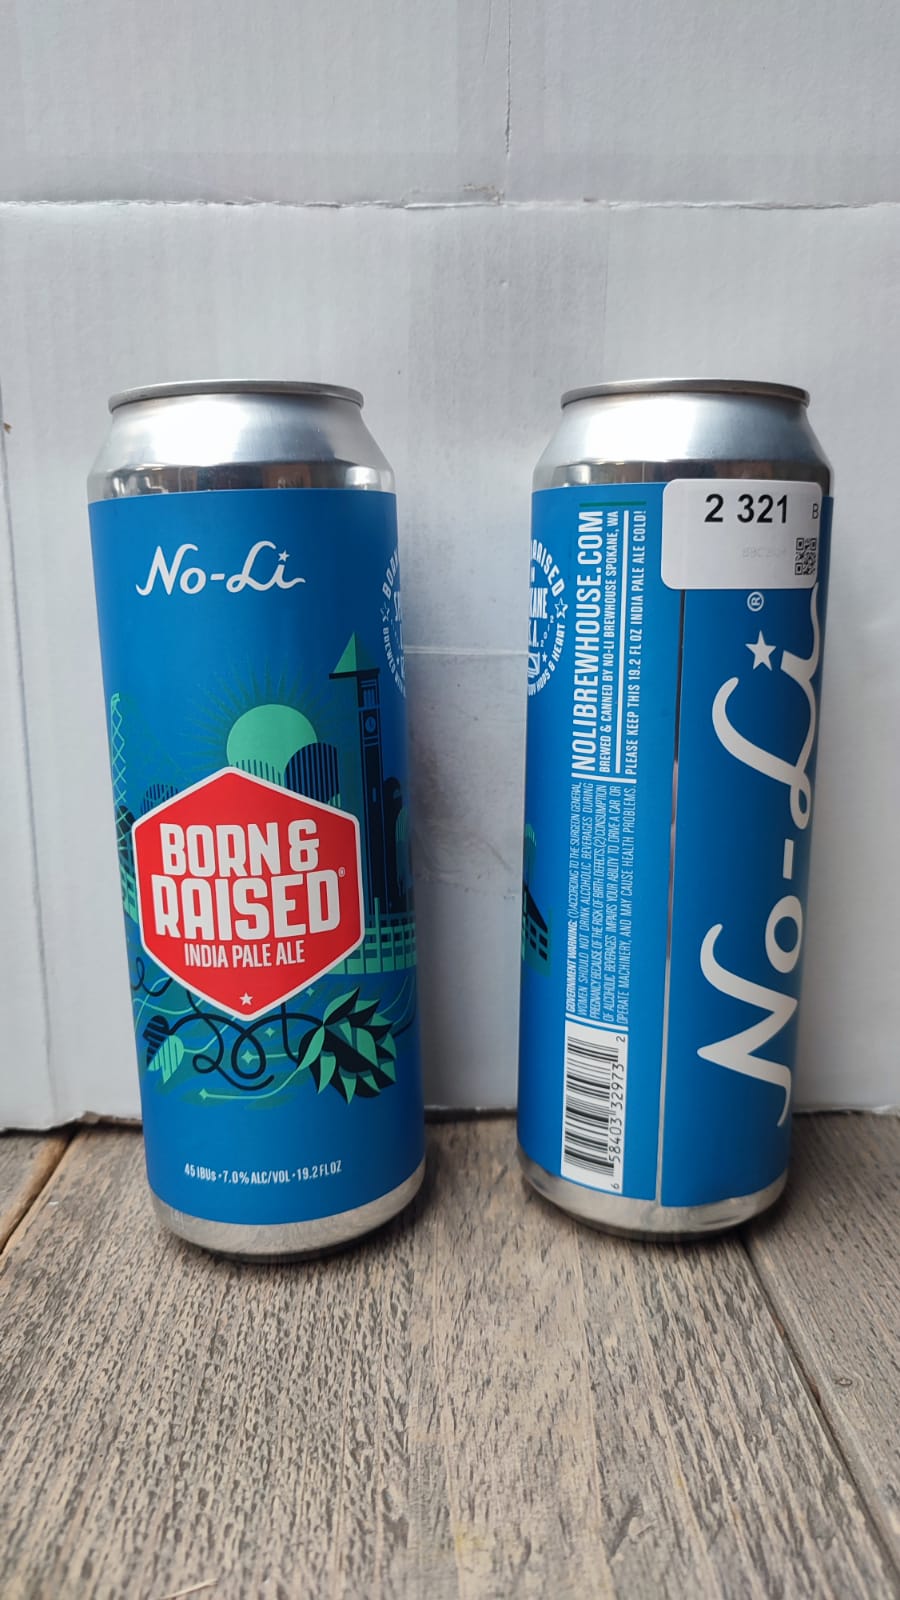 No-Li
BORN &
RAISED®
INDIA PALE ALE
45 IBUs • 7.0% ALC/VOL • 19.2 FL OZ
2 321 B
NOLIBREWHOUSE.COM
BREWED & CANNED BY NO-LI BREWHOUSE SPOKANE, WA
PLEASE KEEP THIS 19.2 FL OZ INDIA PALE ALE COLD!
GOVERNMENT WARNING: (1) ACCORDING TO THE SURGEON GENERAL,
WOMEN SHOULD NOT DRINK ALCOHOLIC BEVERAGES DURING
PREGNANCY BECAUSE OF THE RISK OF BIRTH DEFECTS. (2) CONSUMPTION
OF ALCOHOLIC BEVERAGES IMPAIRS YOUR ABILITY TO DRIVE A CAR OR
OPERATE MACHINERY, AND MAY CAUSE HEALTH PROBLEMS.
6 58403 32973 2
No-Li®